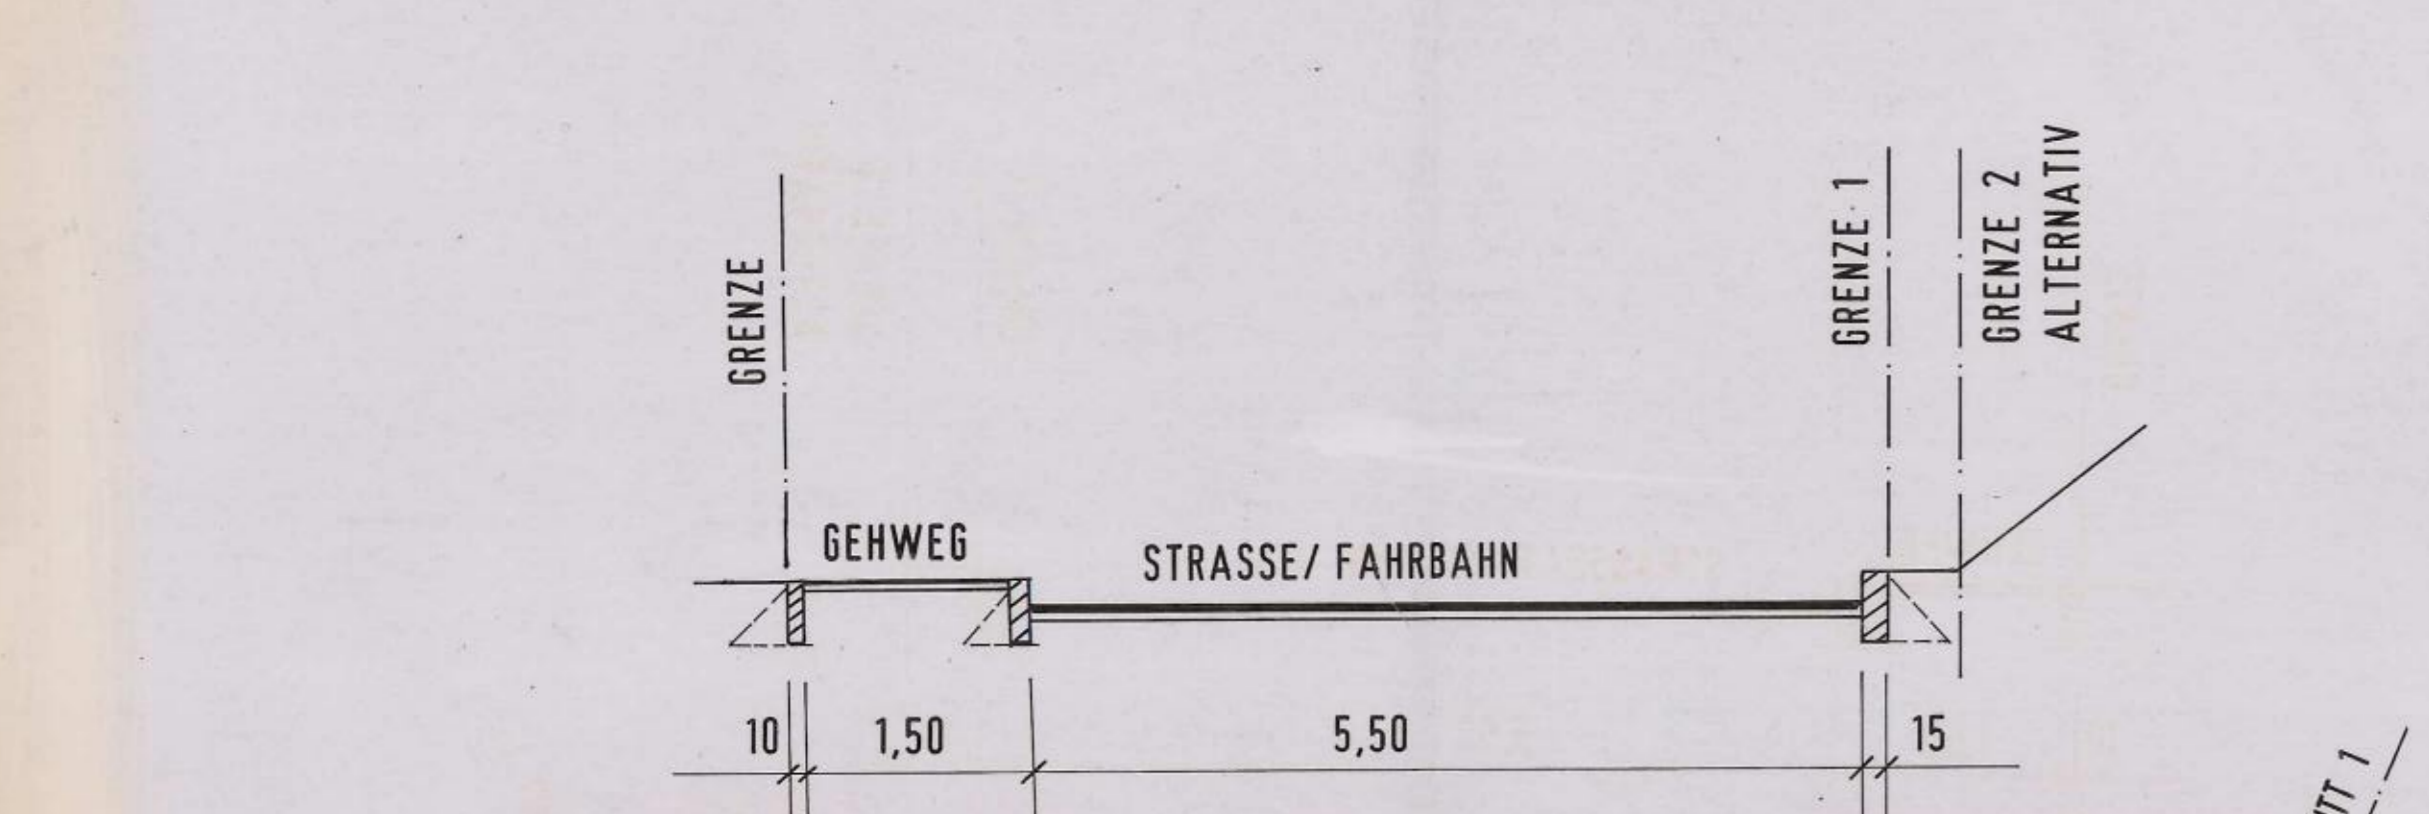 GRENZE
GRENZE 1
GRENZE 2
ALTERNATIV
GEHWEG
STRASSE/ FAHRBAHN
10 1,50 5,50 15